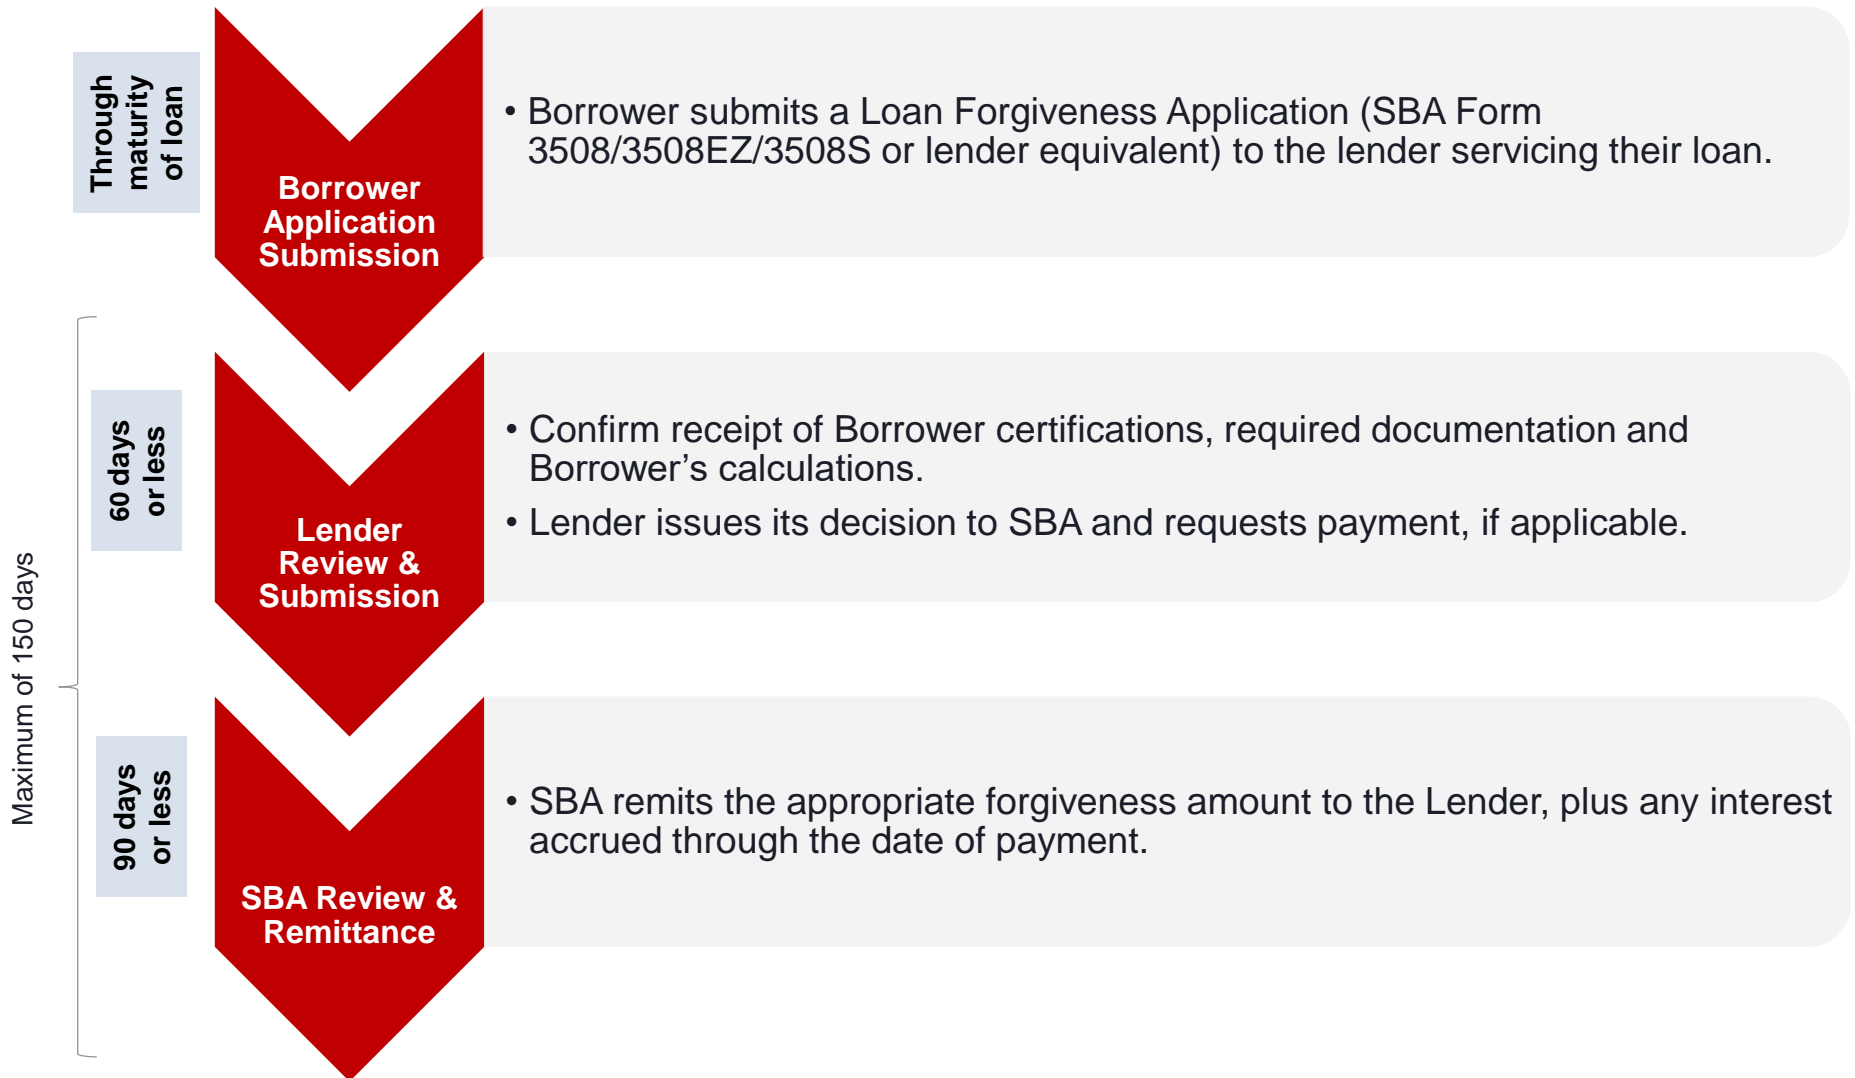 Through
maturity
of loan
Borrower
Application
Submission
• Borrower submits a Loan Forgiveness Application (SBA Form
3508/3508EZ/3508S or lender equivalent) to the lender servicing their loan.
Maximum of 150 days
60 days
or less
Lender
Review &
Submission
• Confirm receipt of Borrower certifications, required documentation and
Borrower’s calculations.
• Lender issues its decision to SBA and requests payment, if applicable.
90 days
or less
SBA Review &
Remittance
• SBA remits the appropriate forgiveness amount to the Lender, plus any interest
accrued through the date of payment.